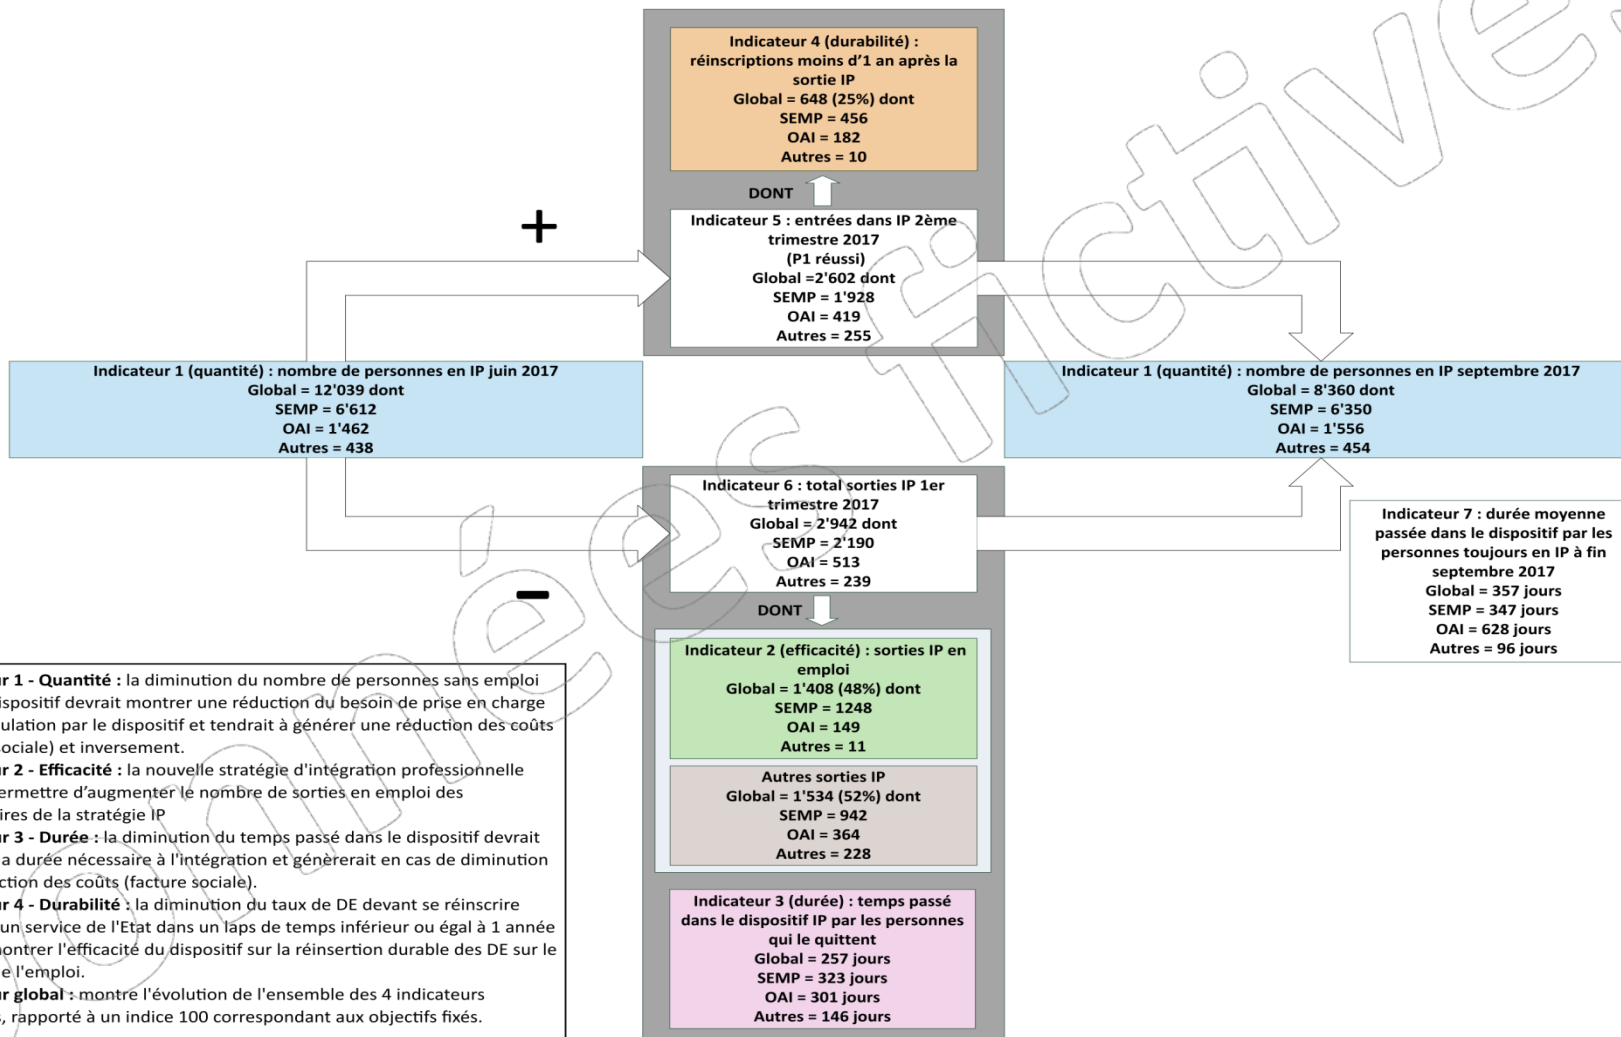 Indicateur 4 (durabilité) :
réinscriptions moins d'1 an après la
sortie IP
Global = 648 (25%) dont
SEMP = 456
OAI = 182
Autres = 10
DONT
+
Indicateur 5 : entrées dans IP 2ème
trimestre 2017
(P1 réussi)
Global =2'602 dont
SEMP = 1'928
OAI = 419
Autres = 255
Indicateur 1 (quantité) : nombre de personnes en IP juin 2017
Global = 12'039 dont
SEMP = 6'612
OAI = 1'462
Autres = 438
Indicateur 1 (quantité) : nombre de personnes en IP septembre 2017
Global = 8'360 dont
SEMP = 6'350
OAI = 1'556
Autres = 454
Indicateur 6 : total sorties IP 1er
trimestre 2017
Global = 2'942 dont
SEMP = 2'190
OAI = 513
Autres = 239
–
DONT
Indicateur 7 : durée moyenne
passée dans le dispositif par les
personnes toujours en IP à fin
septembre 2017
Global = 357 jours
SEMP = 347 jours
OAI = 628 jours
Autres = 96 jours
Indicateur 2 (efficacité) : sorties IP en
emploi
Global = 1'408 (48%) dont
SEMP = 1248
OAI = 149
Autres = 11
Autres sorties IP
Global = 1'534 (52%) dont
SEMP = 942
OAI = 364
Autres = 228
Indicateur 3 (durée) : temps passé
dans le dispositif IP par les personnes
qui le quittent
Global = 257 jours
SEMP = 323 jours
OAI = 301 jours
Autres = 146 jours
ur 1 - Quantité : la diminution du nombre de personnes sans emploi
ispositif devrait montrer une réduction du besoin de prise en charge
ulation par le dispositif et tendrait à générer une réduction des coûts
sociale) et inversement.
ur 2 - Efficacité : la nouvelle stratégie d'intégration professionnelle
ermettre d'augmenter le nombre de sorties en emploi des
ires de la stratégie IP
ur 3 - Durée : la diminution du temps passé dans le dispositif devrait
a durée nécessaire à l'intégration et génèrerait en cas de diminution
ction des coûts (facture sociale).
ur 4 - Durabilité : la diminution du taux de DE devant se réinscrire
un service de l'Etat dans un laps de temps inférieur ou égal à 1 année
ontrer l'efficacité du dispositif sur la réinsertion durable des DE sur le
e l'emploi.
ur global : montre l'évolution de l'ensemble des 4 indicateurs
s, rapporté à un indice 100 correspondant aux objectifs fixés.
onnées fictive